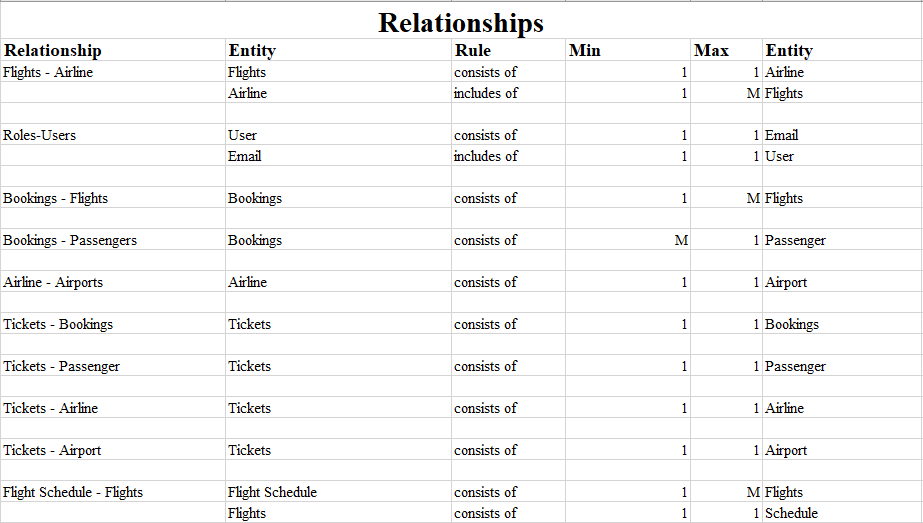 Relationships
Relationship Entity Rule Min Max Entity
Flights - Airline Flights consists of 1 1 Airline
Airline includes of 1 M Flights
Roles-Users User consists of 1 1 Email
Email includes of 1 1 User
Bookings - Flights Bookings consists of 1 M Flights
Bookings - Passengers Bookings consists of M 1 Passenger
Airline - Airports Airline consists of 1 1 Airport
Tickets - Bookings Tickets consists of 1 1 Bookings
Tickets - Passenger Tickets consists of 1 1 Passenger
Tickets - Airline Tickets consists of 1 1 Airline
Tickets - Airport Tickets consists of 1 1 Airport
Flight Schedule - Flights Flight Schedule consists of 1 M Flights
Flights consists of 1 1 Schedule